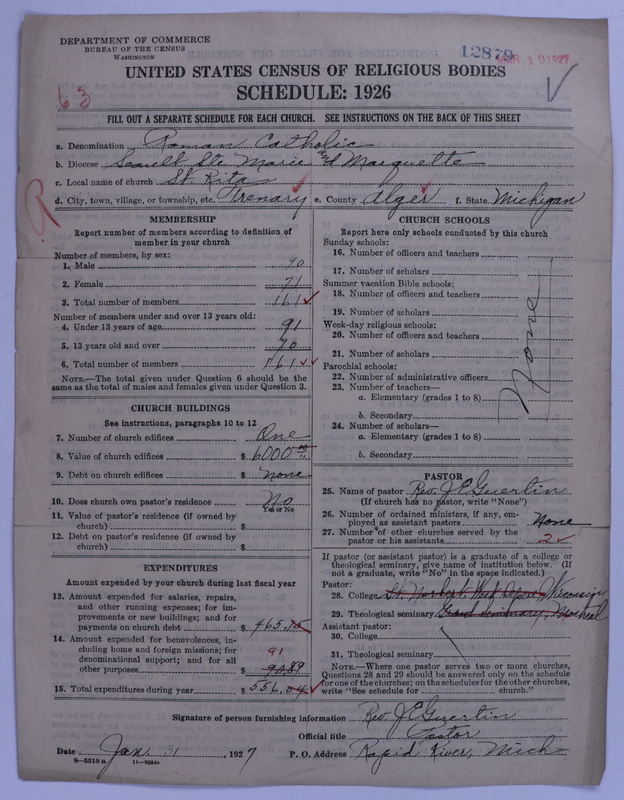 DEPARTMENT OF COMMERCE
BUREAU OF THE CENSUS
WASHINGTON
12879
MAR 10 1927
UNITED STATES CENSUS OF RELIGIOUS BODIES
SCHEDULE: 1926
63
FILL OUT A SEPARATE SCHEDULE FOR EACH CHURCH. SEE INSTRUCTIONS ON THE BACK OF THIS SHEET
a. Denomination Roman Catholic
b. Diocese Seault Ste Marie and Marquette
c. Local name of church St. Rita
d. City, town, village, or township, etc. Trenary e. County Alger f. State Michigan
R
MEMBERSHIP
Report number of members according to definition of
member in your church
Number of members, by sex:
1. Male 90
2. Female 71
3. Total number of members 161
Number of members under and over 13 years old:
4. Under 13 years of age 91
5. 13 years old and over 70
6. Total number of members 161
NOTE.—The total given under Question 6 should be the
same as the total of males and females given under Question 3.
CHURCH BUILDINGS
See instructions, paragraphs 10 to 12
7. Number of church edifices One
8. Value of church edifices $ 6000
9. Debt on church edifices $ none
10. Does church own pastor's residence No
Yes or No
11. Value of pastor's residence (if owned by
church) $
12. Debt on pastor's residence (if owned by
church) $
EXPENDITURES
Amount expended by your church during last fiscal year
13. Amount expended for salaries, repairs,
and other running expenses; for im-
provements or new buildings; and for
payments on church debt $ 465.15
14. Amount expended for benevolences, in-
cluding home and foreign missions; for
denominational support; and for all
91
other purposes $ 90.89
15. Total expenditures during year $ 556.04
CHURCH SCHOOLS
Report here only schools conducted by this church
Sunday schools:
16. Number of officers and teachers
17. Number of scholars
Summer vacation Bible schools:
18. Number of officers and teachers
19. Number of scholars
Week-day religious schools:
20. Number of officers and teachers
21. Number of scholars
Parochial schools:
22. Number of administrative officers
23. Number of teachers—
a. Elementary (grades 1 to 8)
b. Secondary
24. Number of scholars—
a. Elementary (grades 1 to 8)
b. Secondary
None
PASTOR
25. Name of pastor Rev. J E Guertin
(If church has no pastor, write "None")
26. Number of ordained ministers, if any, em-
ployed as assistant pastors None
27. Number of other churches served by the
pastor or his assistants 2
If pastor (or assistant pastor) is a graduate of a college or
theological seminary, give name of institution below. (If
not a graduate, write "No" in the space indicated.)
Pastor:
28. College St. Norbert, West Depere, Wisconsin
29. Theological seminary Grand Seminary, Montreal
Assistant pastor:
30. College
31. Theological seminary
NOTE.—Where one pastor serves two or more churches,
Questions 28 and 29 should be answered only on the schedule
for one of the churches; on the schedules for the other churches,
write "See schedule for church."
Signature of person furnishing information Rev J E Guertin
Official title Pastor
Date Jan. 31, 1927 P. O. Address Rapid River, Mich
8—5318 a 11—9034